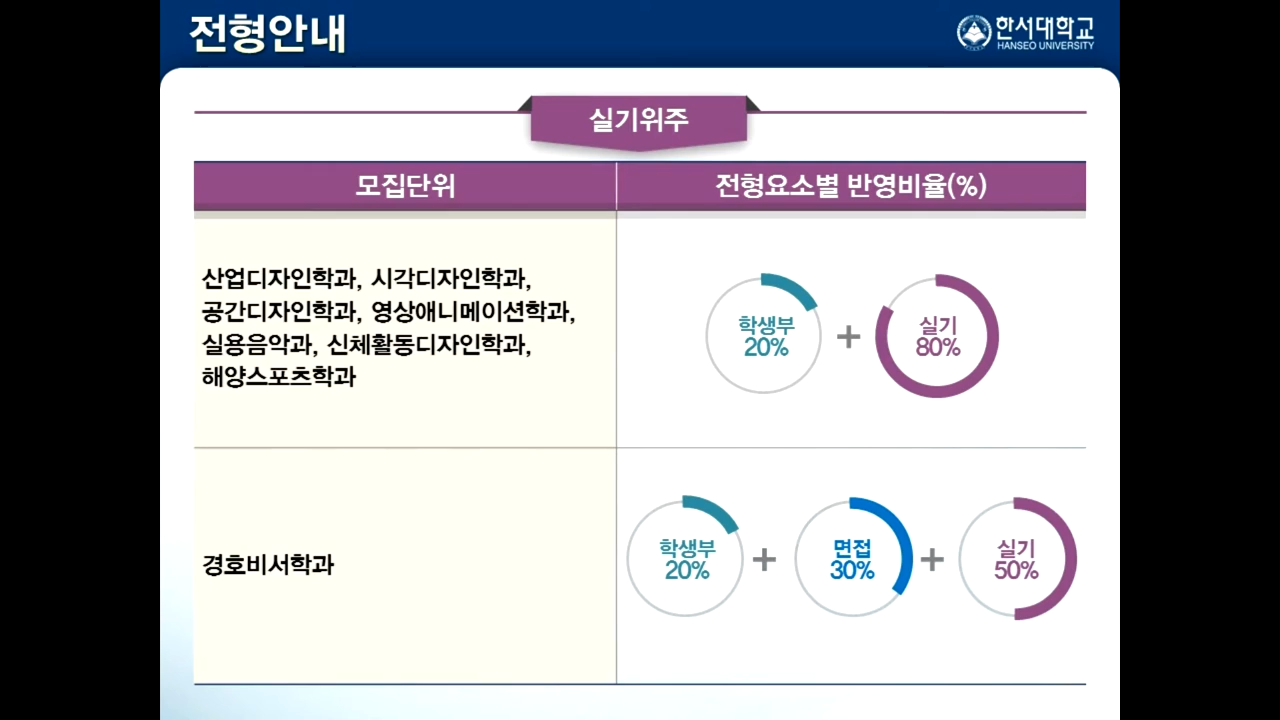 전형안내
한서대학교
HANSEO UNIVERSITY
실기위주
모집단위
전형요소별 반영비율(%)
산업디자인학과, 시각디자인학과,
공간디자인학과, 영상애니메이션학과,
실용음악과, 신체활동디자인학과,
해양스포츠학과
학생부
20%
+
실기
80%
경호비서학과
학생부
20%
+
면접
30%
+
실기
50%